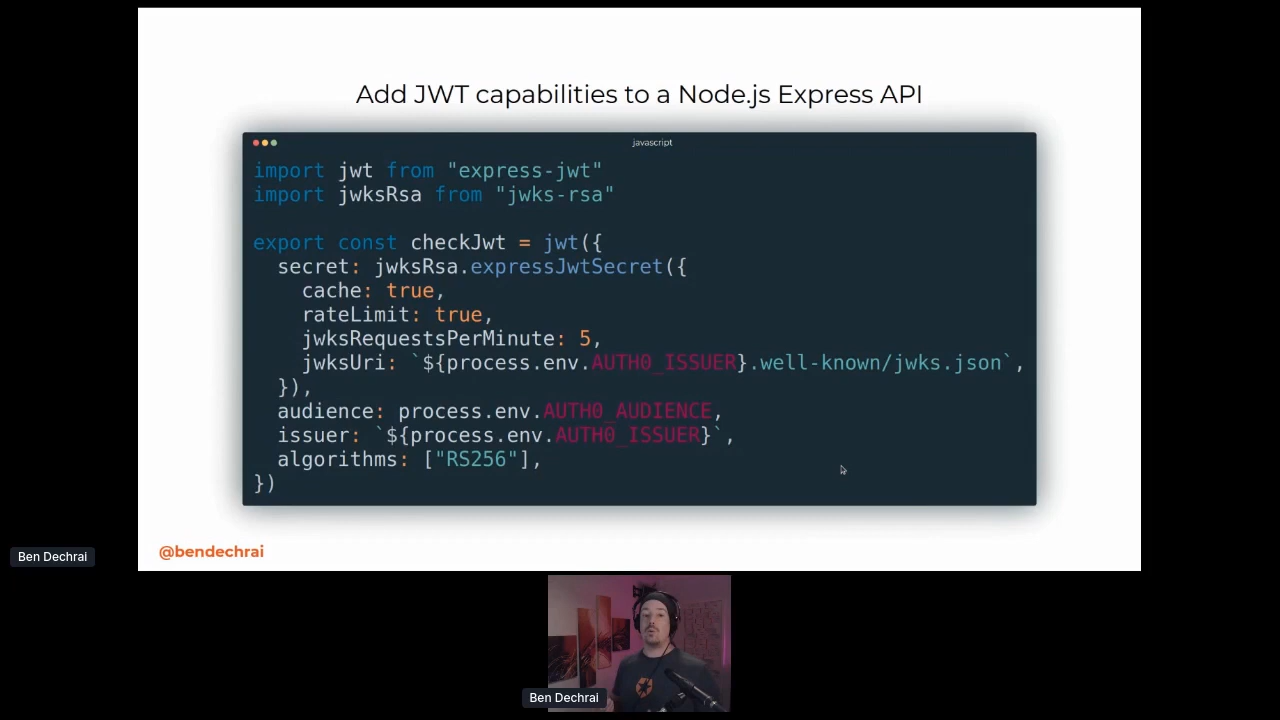 Add JWT capabilities to a Node.js Express API
javascript
import jwt from "express-jwt"
import jwksRsa from "jwks-rsa"
export const checkJwt = jwt({
secret: jwksRsa.expressJwtSecret({
cache: true,
rateLimit: true,
jwksRequestsPerMinute: 5,
jwksUri: `${process.env.AUTH0_ISSUER}.well-known/jwks.json`,
}),
audience: process.env.AUTH0_AUDIENCE,
issuer: `${process.env.AUTH0_ISSUER}`,
algorithms: ["RS256"],
})
@bendechrai
Ben Dechrai
Ben Dechrai